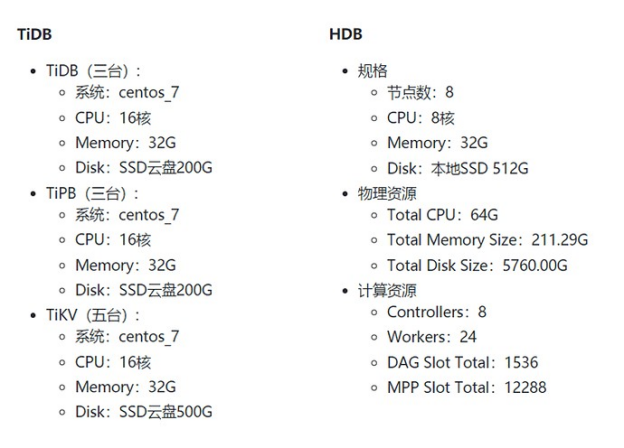 TiDB
TiDB（三台）:
系统：centos_7
CPU：16核
Memory：32G
Disk：SSD云盘200G
TiPB（三台）:
系统：centos_7
CPU：16核
Memory：32G
Disk：SSD云盘200G
TiKV（五台）:
系统：centos_7
CPU：16核
Memory：32G
Disk：SSD云盘500G
HDB
规格
节点数：8
CPU：8核
Memory：32G
Disk：本地SSD 512G
物理资源
Total CPU：64G
Total Memory Size：211.29G
Total Disk Size：5760.00G
计算资源
Controllers：8
Workers：24
DAG Slot Total：1536
MPP Slot Total：12288